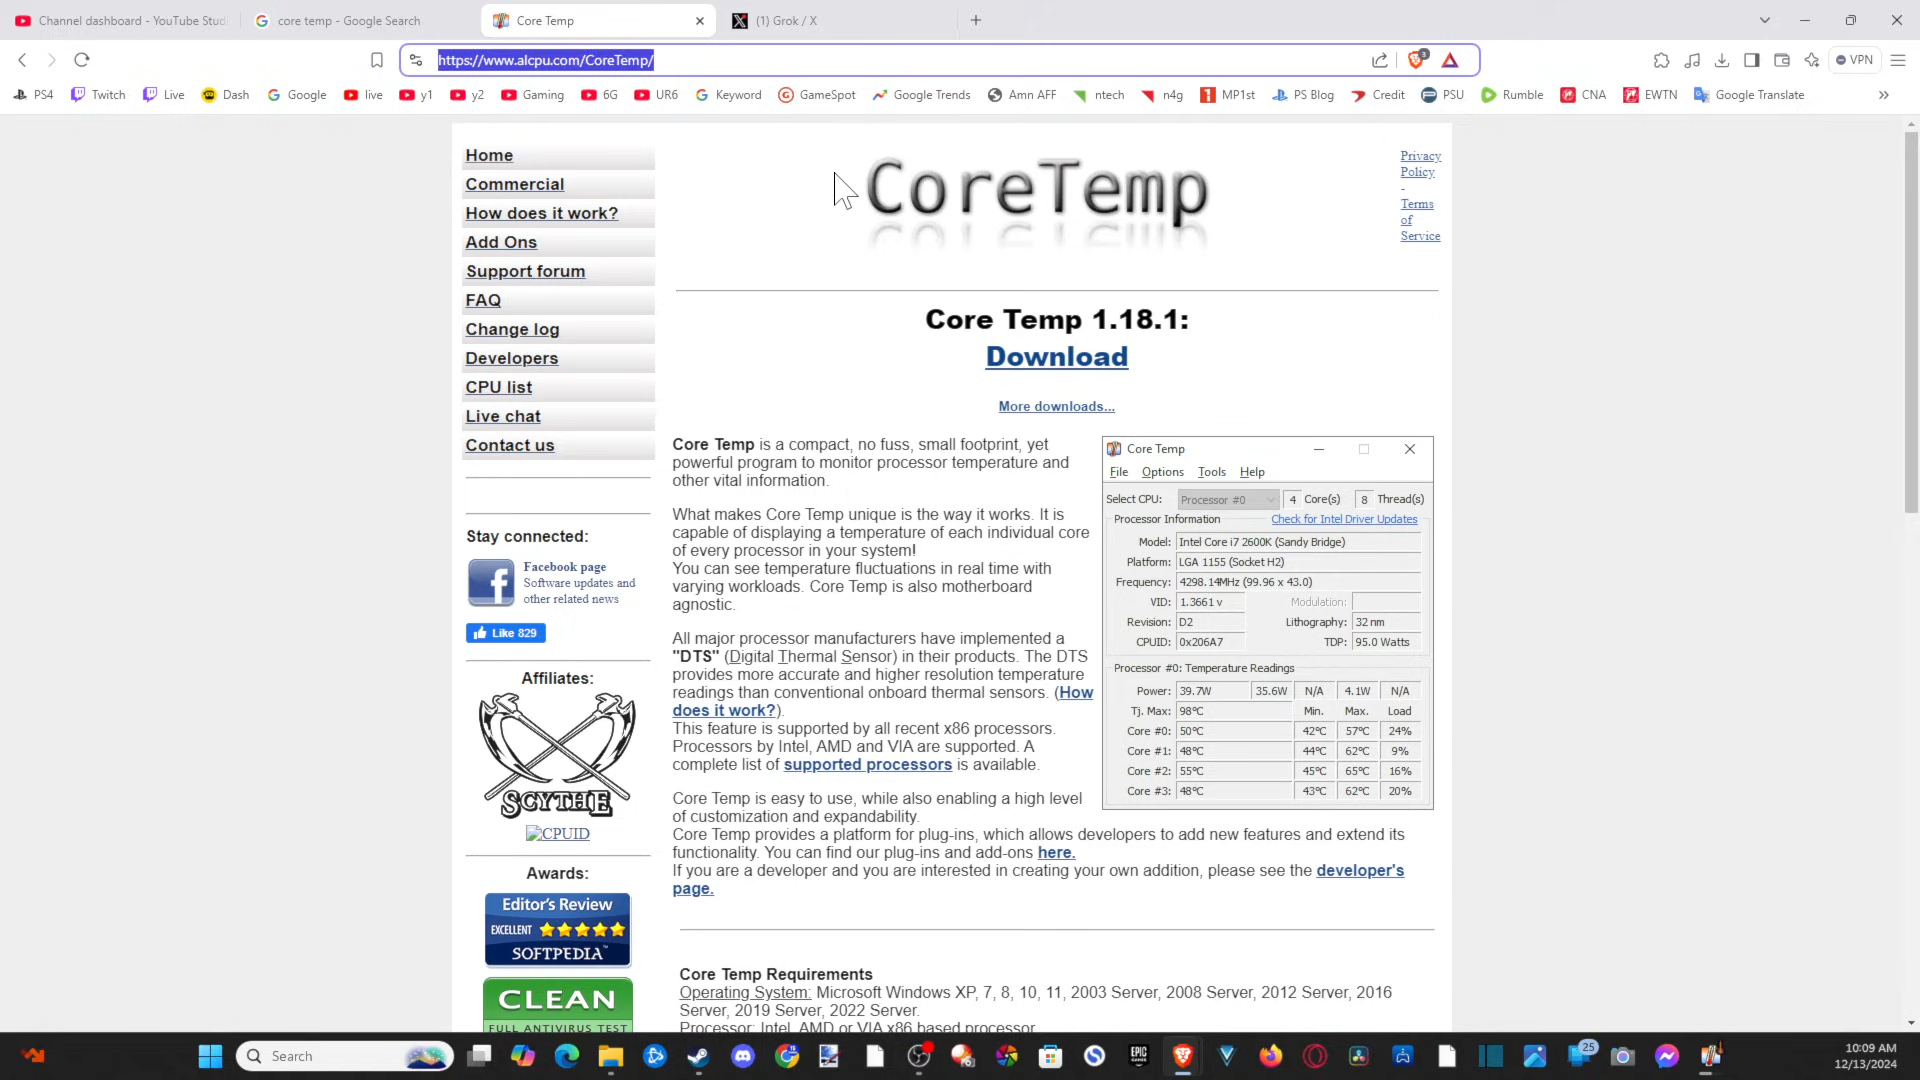 Channel dashboard - YouTube Stud
core temp - Google Search
Core Temp
(1) Grok / X
https://www.alcpu.com/CoreTemp/
3
VPN
PS4
Twitch
Live
Dash
Google
live
y1
y2
Gaming
6G
UR6
Keyword
GameSpot
Google Trends
Amn AFF
ntech
n4g
MP1st
PS Blog
Credit
PSU
Rumble
CNA
EWTN
Google Translate
Home
Commercial
How does it work?
Add Ons
Support forum
FAQ
Change log
Developers
CPU list
Live chat
Contact us
Stay connected:
Facebook page
Software updates and
other related news
Like 829
Affiliates:
SCYTHE
CPUID
Awards:
Editor's Review
EXCELLENT
SOFTPEDIA™
CLEAN
FULL ANTIVIRUS TEST
CoreTemp
Privacy
Policy
-
Terms
of
Service
Core Temp 1.18.1:
Download
More downloads...
Core Temp is a compact, no fuss, small footprint, yet
powerful program to monitor processor temperature and
other vital information.
What makes Core Temp unique is the way it works. It is
capable of displaying a temperature of each individual core
of every processor in your system!
You can see temperature fluctuations in real time with
varying workloads. Core Temp is also motherboard
agnostic.
All major processor manufacturers have implemented a
"DTS" (Digital Thermal Sensor) in their products. The DTS
provides more accurate and higher resolution temperature
readings than conventional onboard thermal sensors. (How
does it work?).
This feature is supported by all recent x86 processors.
Processors by Intel, AMD and VIA are supported. A
complete list of supported processors is available.
Core Temp is easy to use, while also enabling a high level
of customization and expandability.
Core Temp provides a platform for plug-ins, which allows developers to add new features and extend its
functionality. You can find our plug-ins and add-ons here.
If you are a developer and you are interested in creating your own addition, please see the developer's
page.
Core Temp
File Options Tools Help
Select CPU: Processor #0 4 Core(s) 8 Thread(s)
Processor Information Check for Intel Driver Updates
Model: Intel Core i7 2600K (Sandy Bridge)
Platform: LGA 1155 (Socket H2)
Frequency: 4298.14MHz (99.96 x 43.0)
VID: 1.3661 v Modulation:
Revision: D2 Lithography: 32 nm
CPUID: 0x206A7 TDP: 95.0 Watts
Processor #0: Temperature Readings
Power: 39.7W 35.6W N/A 4.1W N/A
Tj. Max: 98°C Min. Max. Load
Core #0: 50°C 42°C 57°C 24%
Core #1: 48°C 44°C 62°C 9%
Core #2: 55°C 45°C 65°C 16%
Core #3: 48°C 43°C 62°C 20%
Core Temp Requirements
Operating System: Microsoft Windows XP, 7, 8, 10, 11, 2003 Server, 2008 Server, 2012 Server, 2016
Server, 2019 Server, 2022 Server.
Processor: Intel, AMD or VIA x86 based processor
Search
EPIC
25
10:09 AM
12/13/2024